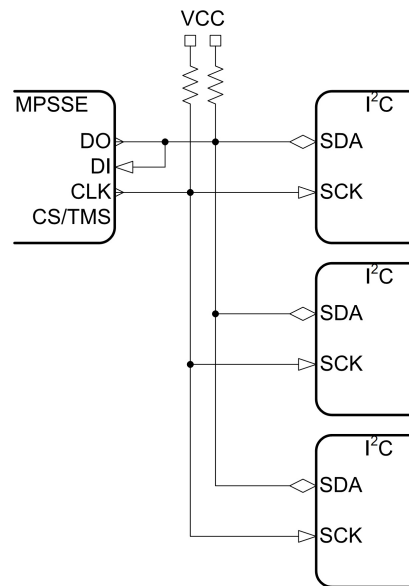 VCC
MPSSE
DO
DI
CLK
CS/TMS
I²C
SDA
SCK
I²C
SDA
SCK
I²C
SDA
SCK